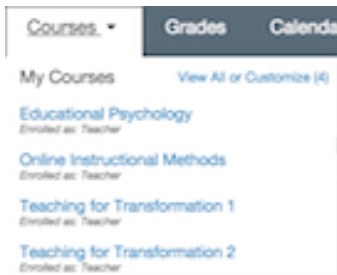 Courses Grades Calenda
My Courses View All or Customize (4)
Educational Psychology
Enrolled as: Teacher
Online Instructional Methods
Enrolled as: Teacher
Teaching for Transformation 1
Enrolled as: Teacher
Teaching for Transformation 2
Enrolled as: Teacher